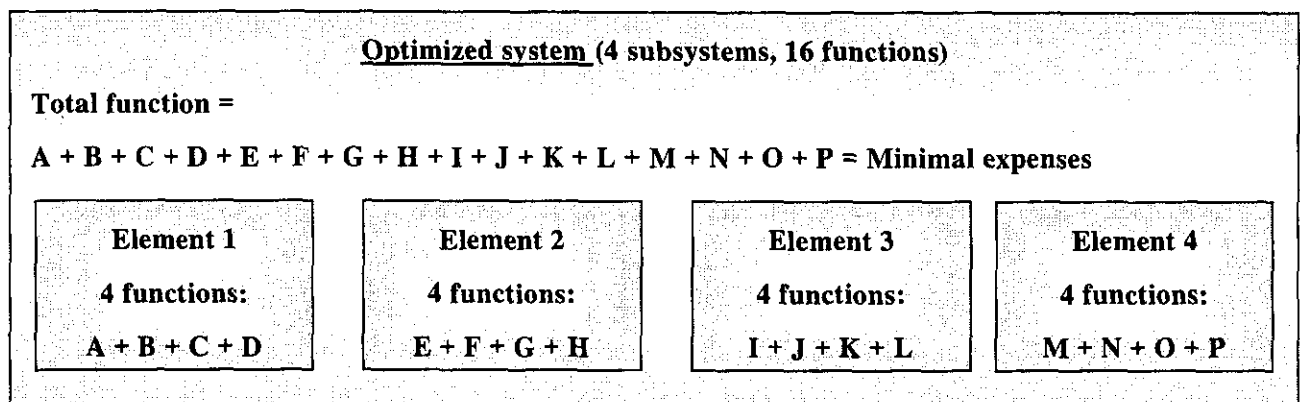 Optimized system (4 subsystems, 16 functions)
Total function =
A + B + C + D + E + F + G + H + I + J + K + L + M + N + O + P = Minimal expenses
Element 1
4 functions:
A + B + C + D
Element 2
4 functions:
E + F + G + H
Element 3
4 functions:
I + J + K + L
Element 4
4 functions:
M + N + O + P